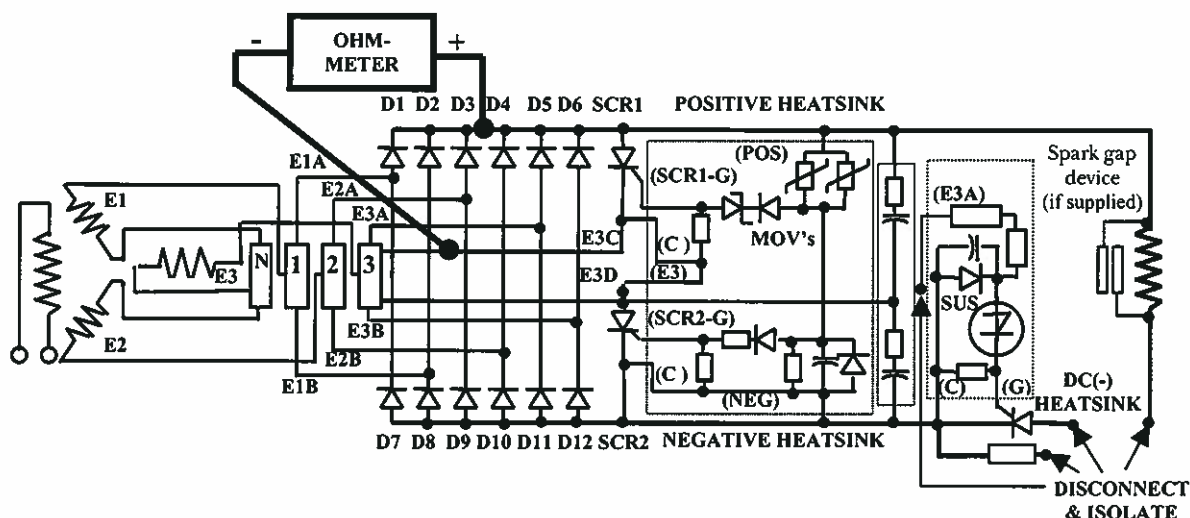 - OHM-METER +
D1 D2 D3 D4 D5 D6 SCR1 POSITIVE HEATSINK
E1A
E2A
E3A
(POS)
(SCR1-G)
MOV's
E3C
(C )
(E3)
E3D
(SCR2-G)
(C )
(NEG)
E1
E3
E2
N
1
2
3
E3B
E2B
E1B
D7 D8 D9 D10 D11 D12 SCR2 NEGATIVE HEATSINK
(E3A)
SUS
(C)
(G)
Spark gap
device
(if supplied)
DC(-)
HEATSINK
DISCONNECT
& ISOLATE